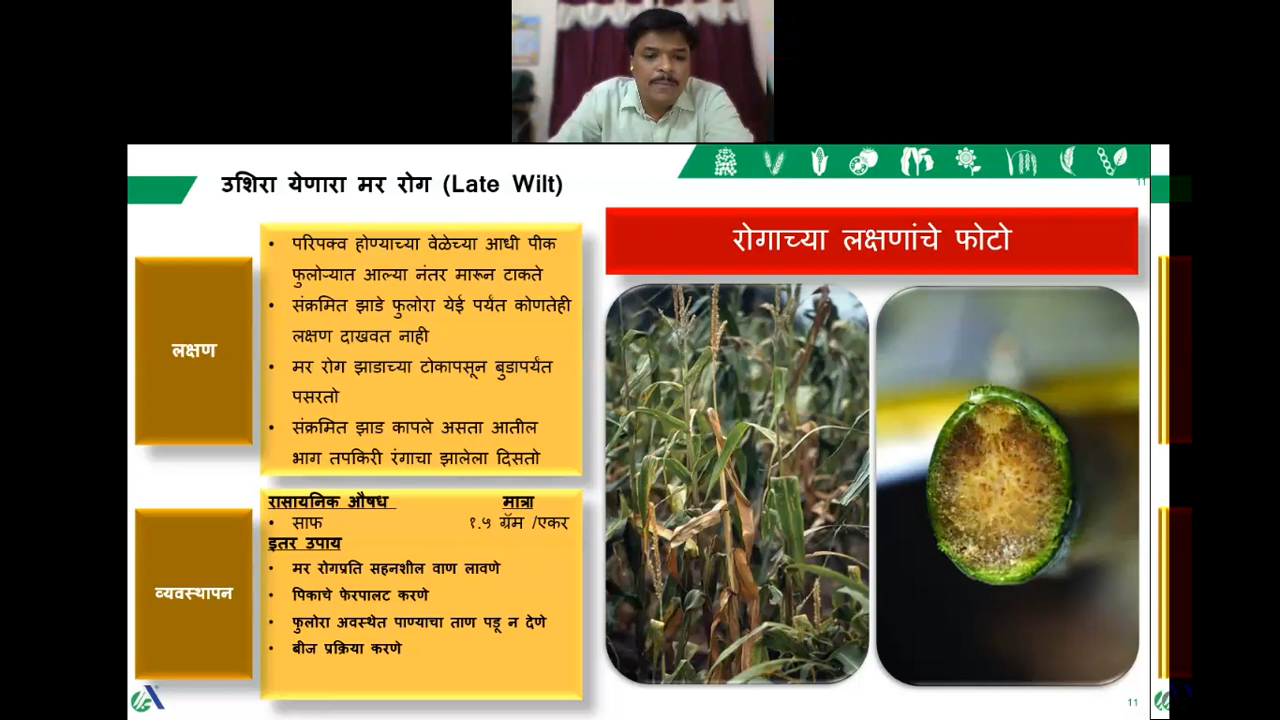 11
उशिरा येणारा मर रोग (Late Wilt)
लक्षण
• परिपक्व होण्याच्या वेळेच्या आधी पीक
फुलोऱ्यात आल्या नंतर मारून टाकते
• संक्रमित झाडे फुलोरा येई पर्यंत कोणतेही
लक्षण दाखवत नाही
• मर रोग झाडाच्या टोकापासून बुडापर्यंत
पसरतो
• संक्रमित झाड कापले असता आतील
भाग तपकिरी रंगाचा झालेला दिसतो
व्यवस्थापन
रासायनिक औषध मात्रा
• साफ १.५ ग्रॅम /एकर
इतर उपाय
• मर रोगप्रति सहनशील वाण लावणे
• पिकाचे फेरपालट करणे
• फुलोरा अवस्थेत पाण्याचा ताण पडू न देणे
• बीज प्रक्रिया करणे
रोगाच्या लक्षणांचे फोटो
11